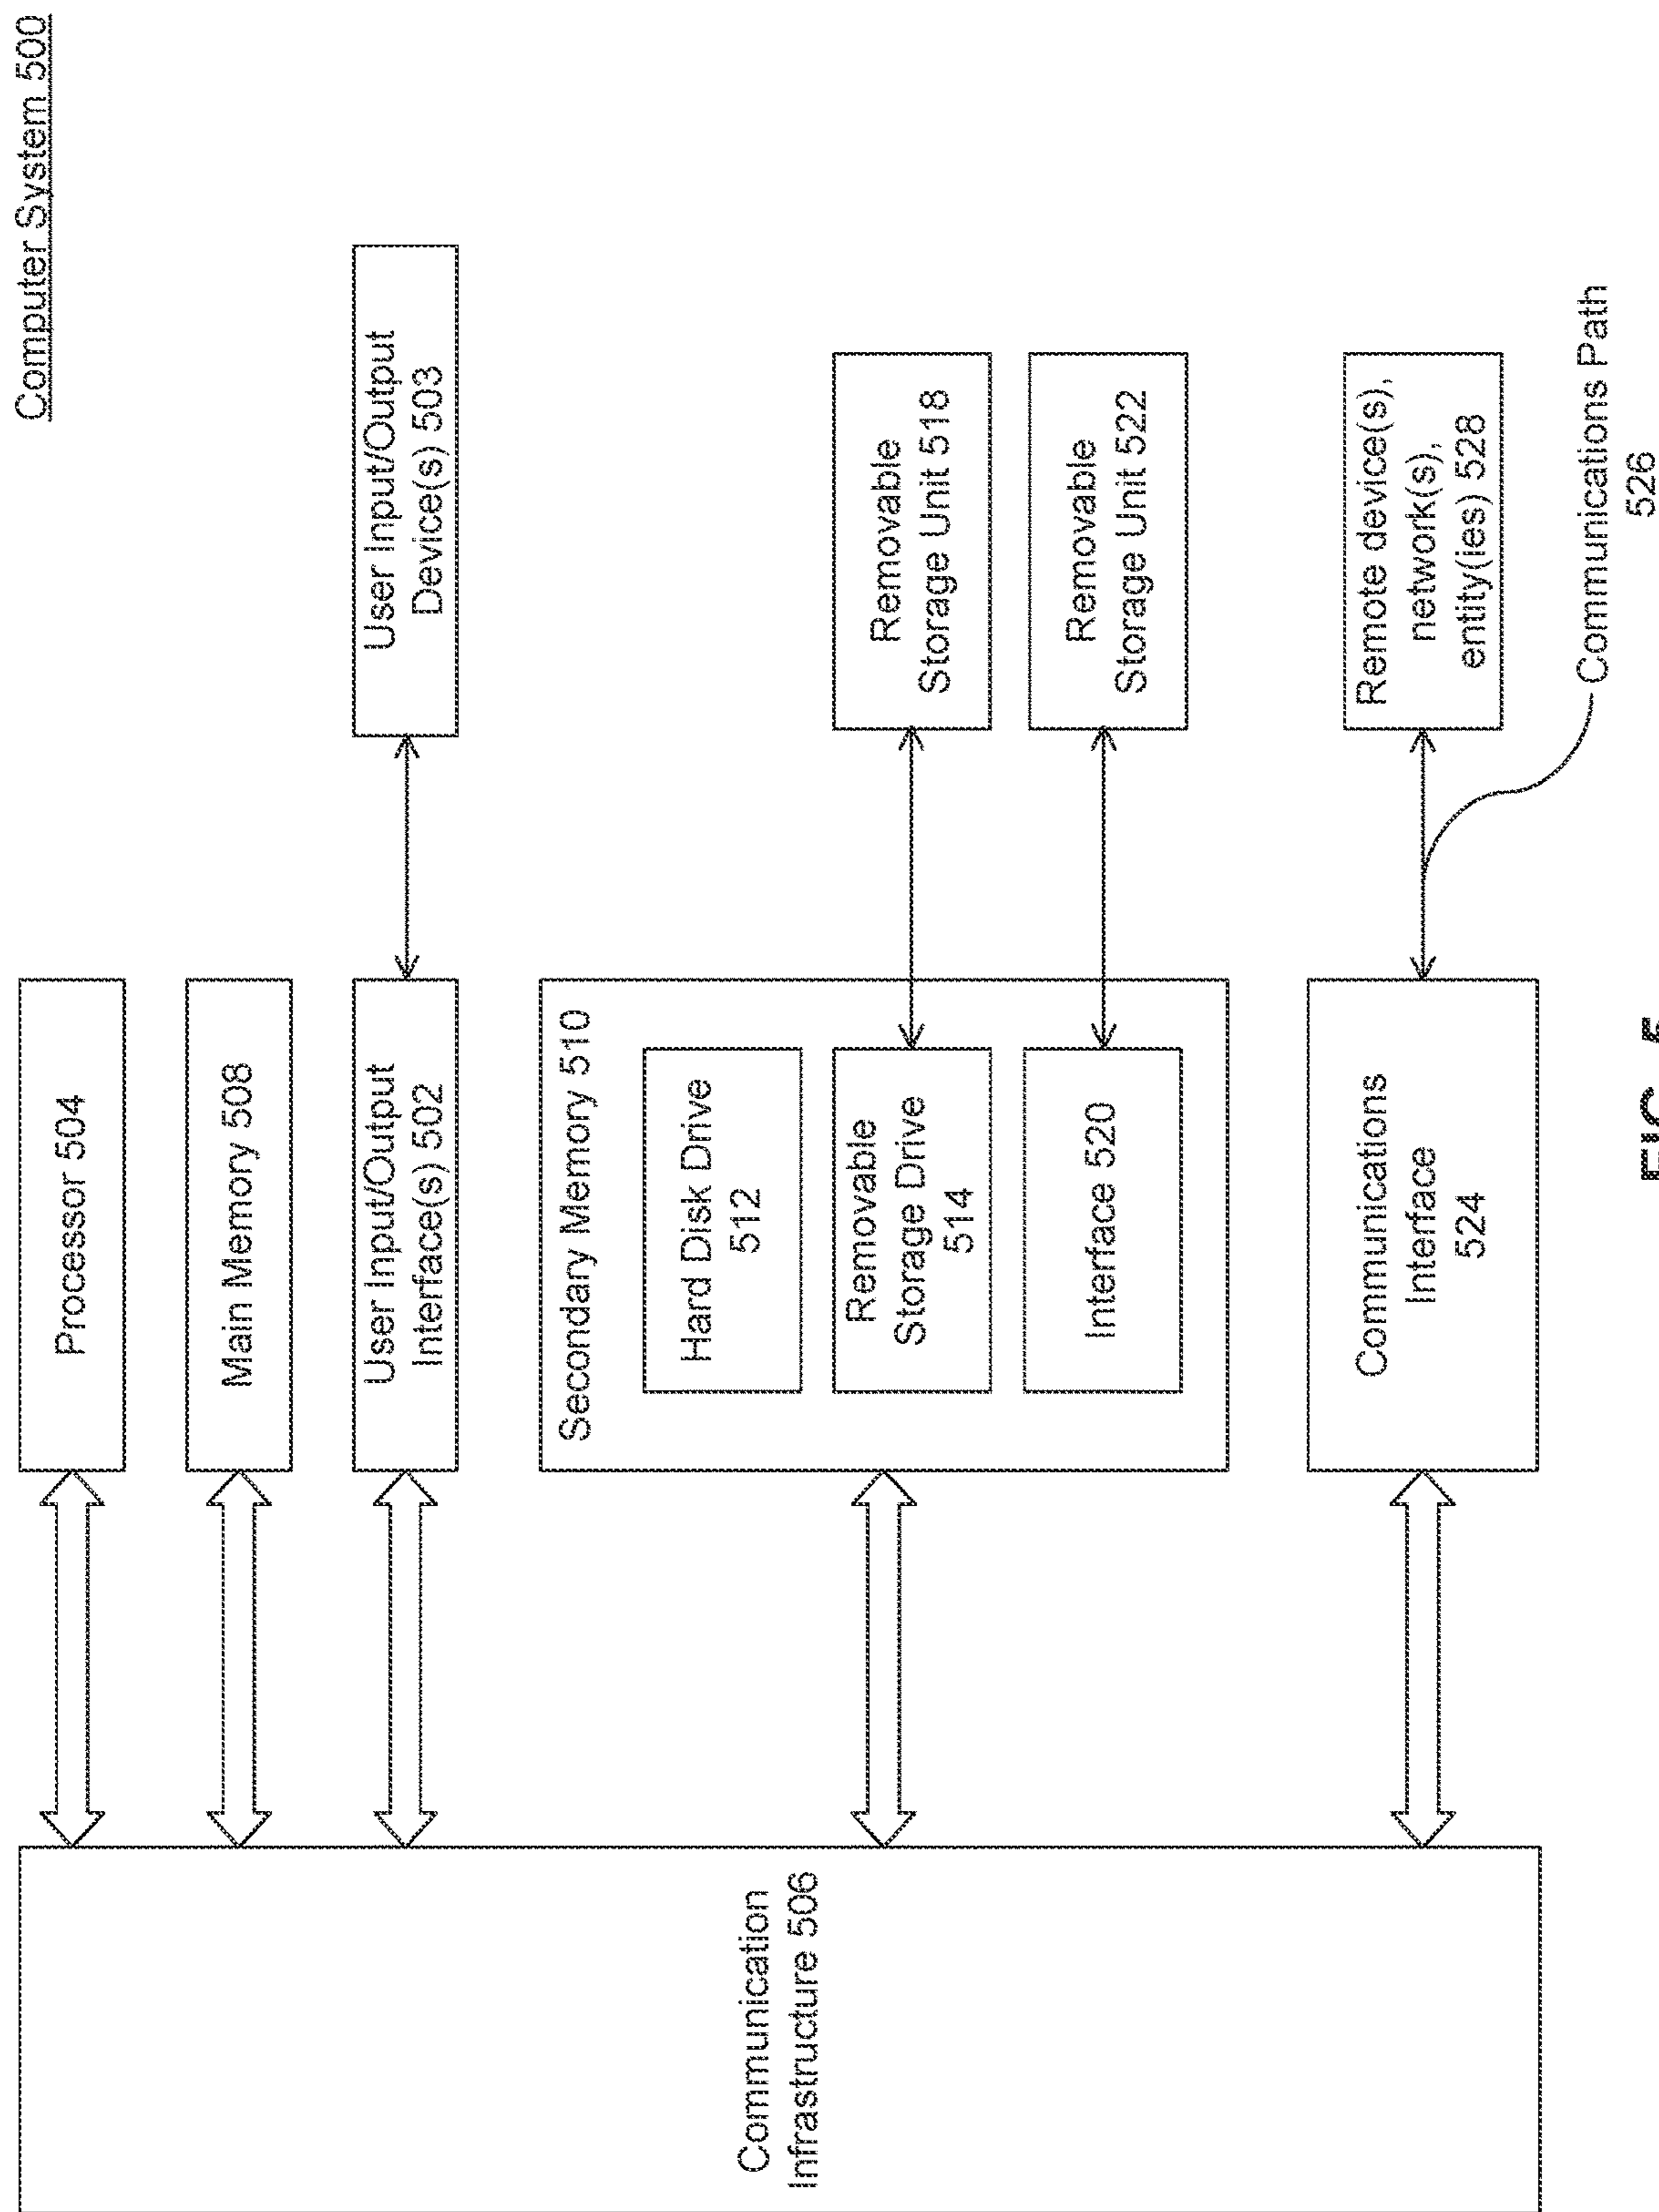 Computer System 500
Processor 504
Main Memory 508
User Input/Output
Interface(s) 502
User Input/Output
Device(s) 503
Secondary Memory 510
Hard Disk Drive
512
Removable
Storage Drive
514
Interface 520
Removable
Storage Unit 518
Removable
Storage Unit 522
Communication
Infrastructure 506
Communications
Interface
524
Remote device(s),
network(s),
entity(ies) 528
Communications Path
526
FIG. 5